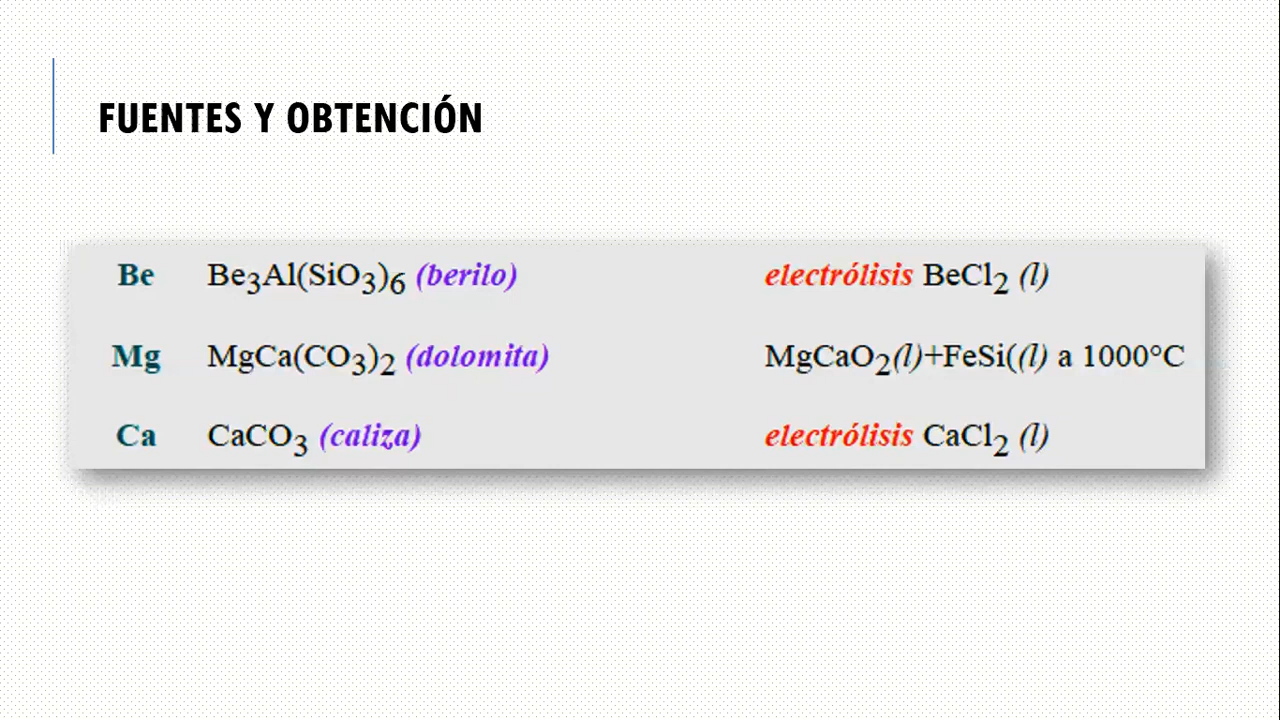 FUENTES Y OBTENCIÓN
Be Be₃Al(SiO₃)₆ (berilo) electrólisis BeCl₂ (l)
Mg MgCa(CO₃)₂ (dolomita) MgCaO₂(l)+FeSi((l) a 1000°C
Ca CaCO₃ (caliza) electrólisis CaCl₂ (l)